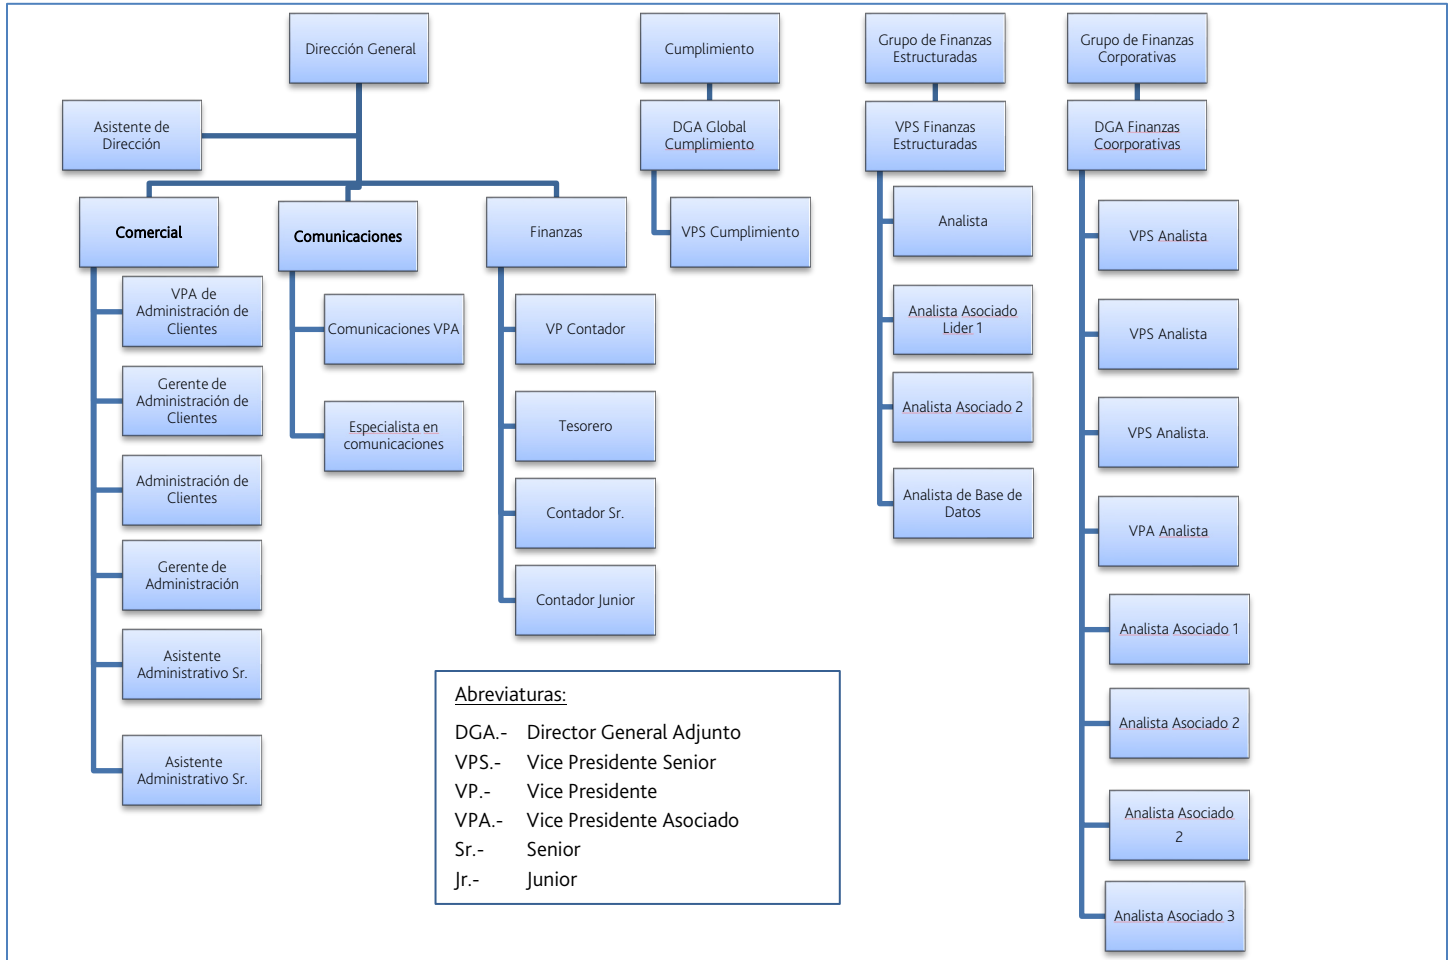 Dirección General
Asistente de
Dirección
Comercial
VPA de
Administración de
Clientes
Gerente de
Administración de
Clientes
Administración de
Clientes
Gerente de
Administración
Asistente
Administrativo Sr.
Asistente
Administrativo Sr.
Comunicaciones
Comunicaciones VPA
Especialista en
comunicaciones
Finanzas
VP Contador
Tesorero
Contador Sr.
Contador Junior
Cumplimiento
DGA Global
Cumplimiento
VPS Cumplimiento
Grupo de Finanzas
Estructuradas
VPS Finanzas
Estructuradas
Analista
Analista Asociado
Lider 1
Analista Asociado 2
Analista de Base de
Datos
Grupo de Finanzas
Corporativas
DGA Finanzas
Coorporativas
VPS Analista
VPS Analista
VPS Analista.
VPA Analista
Analista Asociado 1
Analista Asociado 2
Analista Asociado
2
Analista Asociado 3
Abreviaturas:
DGA.- Director General Adjunto
VPS.- Vice Presidente Senior
VP.- Vice Presidente
VPA.- Vice Presidente Asociado
Sr.- Senior
Jr.- Junior